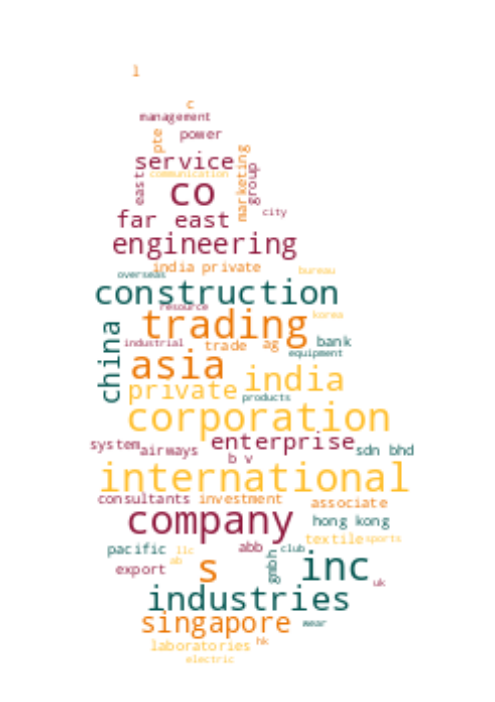 l
c
management
pte
power
service
communication
east
marketing
group
co
city
far east
engineering
india private
overseas
bureau
construction
resource
trading
korea
china
industrial
trade
ag
bank
equipment
asia
private
india
products
corporation
system
airways
enterprise
sdn bhd
b v
international
consultants
investment
associate
company
hong kong
textile
sports
pacific
llc
abb
club
gmbh
ab
export
s
inc
uk
industries
singapore
wear
laboratories
hk
electric